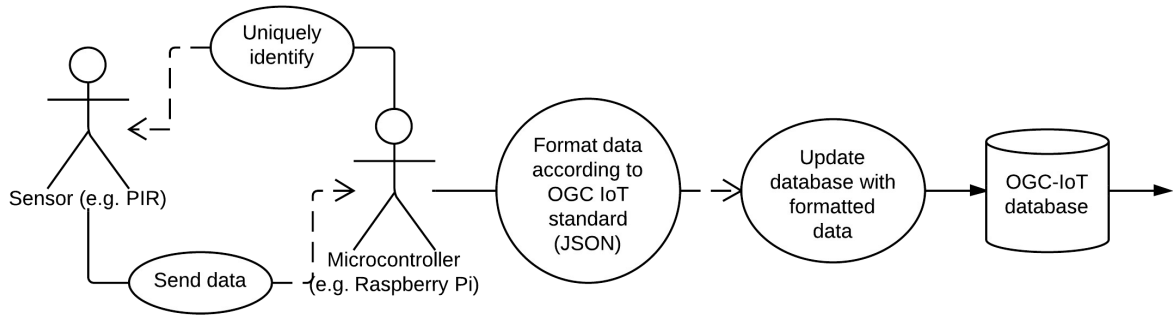 Uniquely
identify
Sensor (e.g. PIR)
Send data
Microcontroller
(e.g. Raspberry Pi)
Format data
according to
OGC IoT
standard
(JSON)
Update
database with
formatted
data
OGC-IoT
database